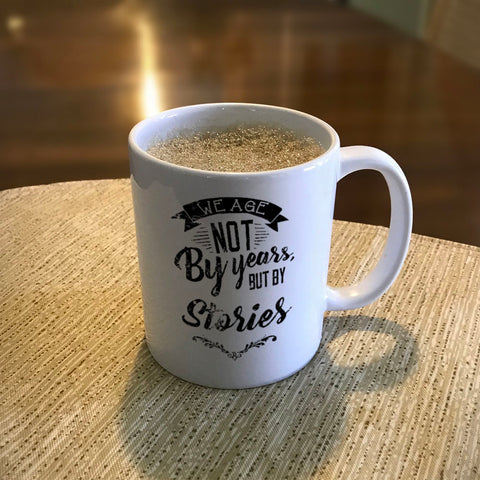 WE AGE
NOT
By years,
BUT BY
Stories